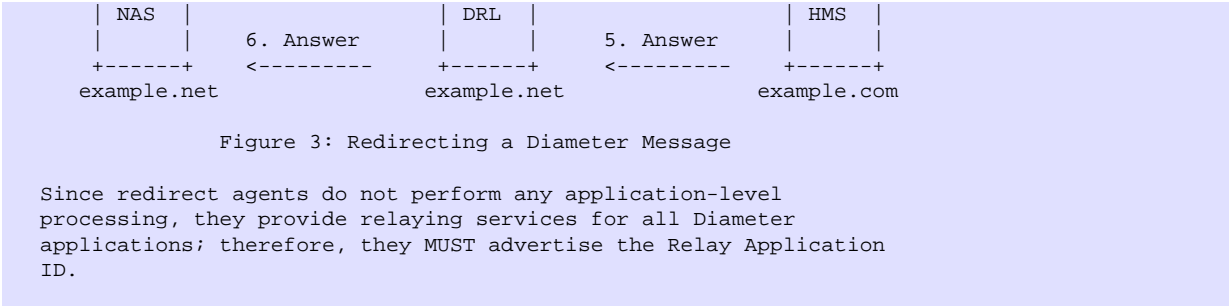 | NAS  |                | DRL  |                | HMS  |
|      |    6. Answer   |      |    5. Answer   |      |
+------+    <---------  +------+    <---------  +------+
example.net             example.net            example.com
Figure 3: Redirecting a Diameter Message
Since redirect agents do not perform any application-level
processing, they provide relaying services for all Diameter
applications; therefore, they MUST advertise the Relay Application
ID.